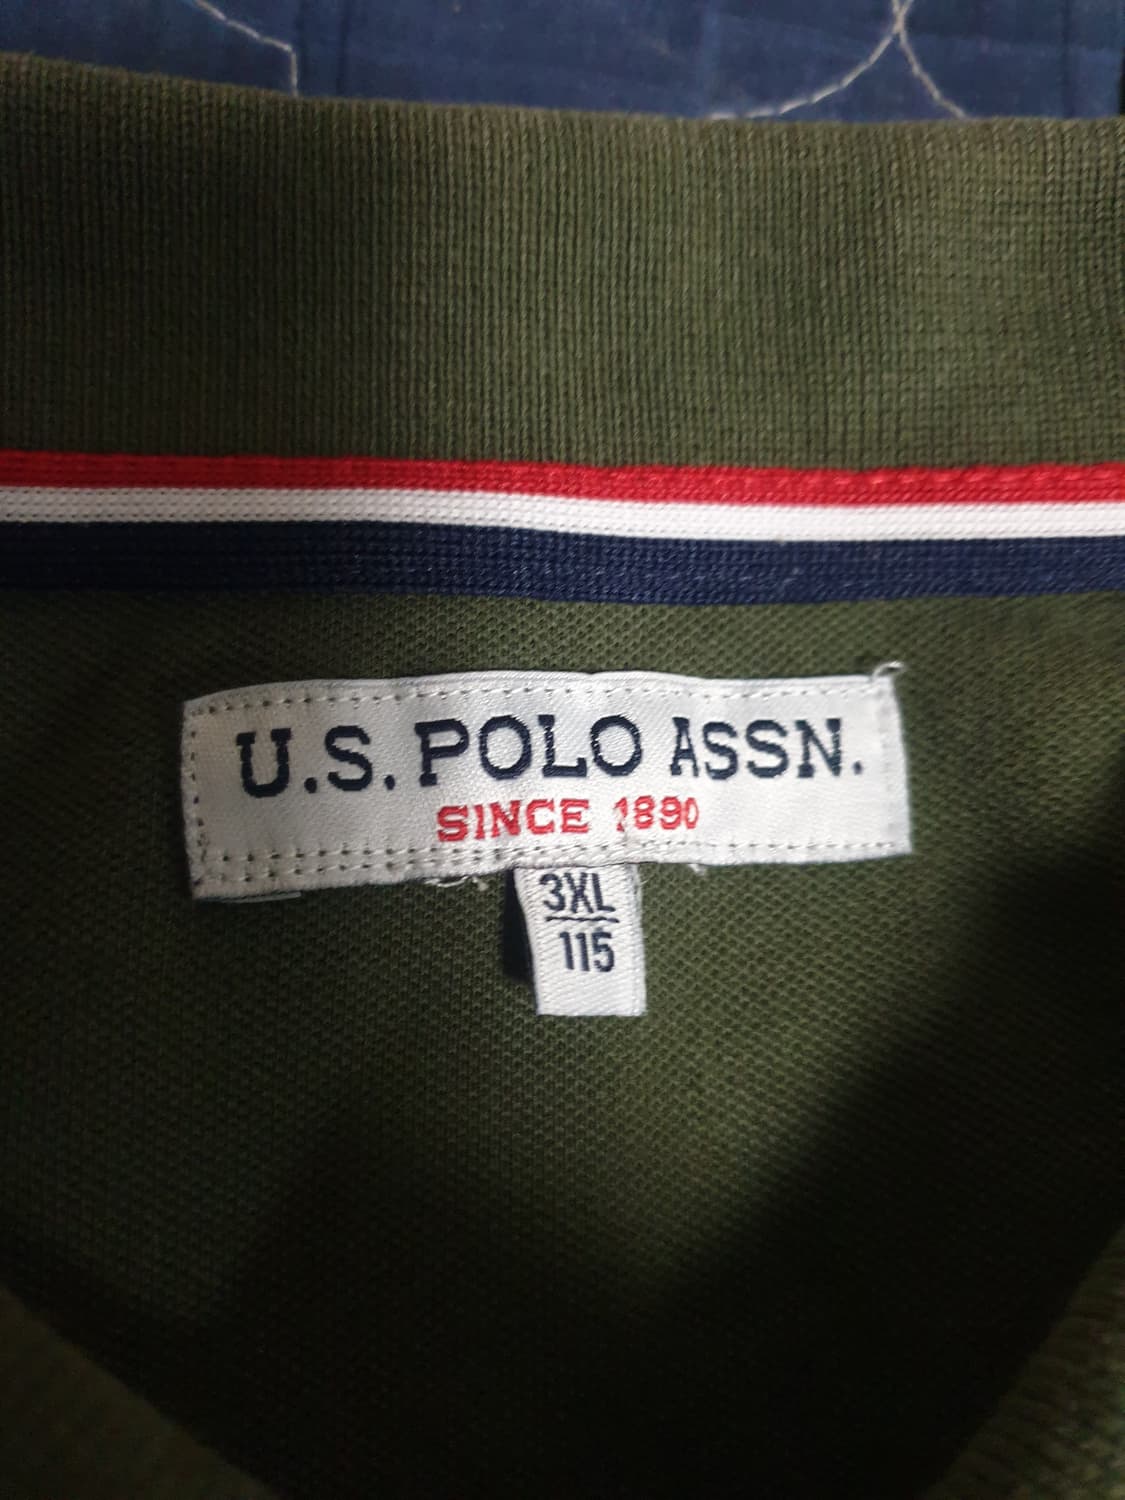 U.S. POLO ASSN.
SINCE 1890
3XL
115